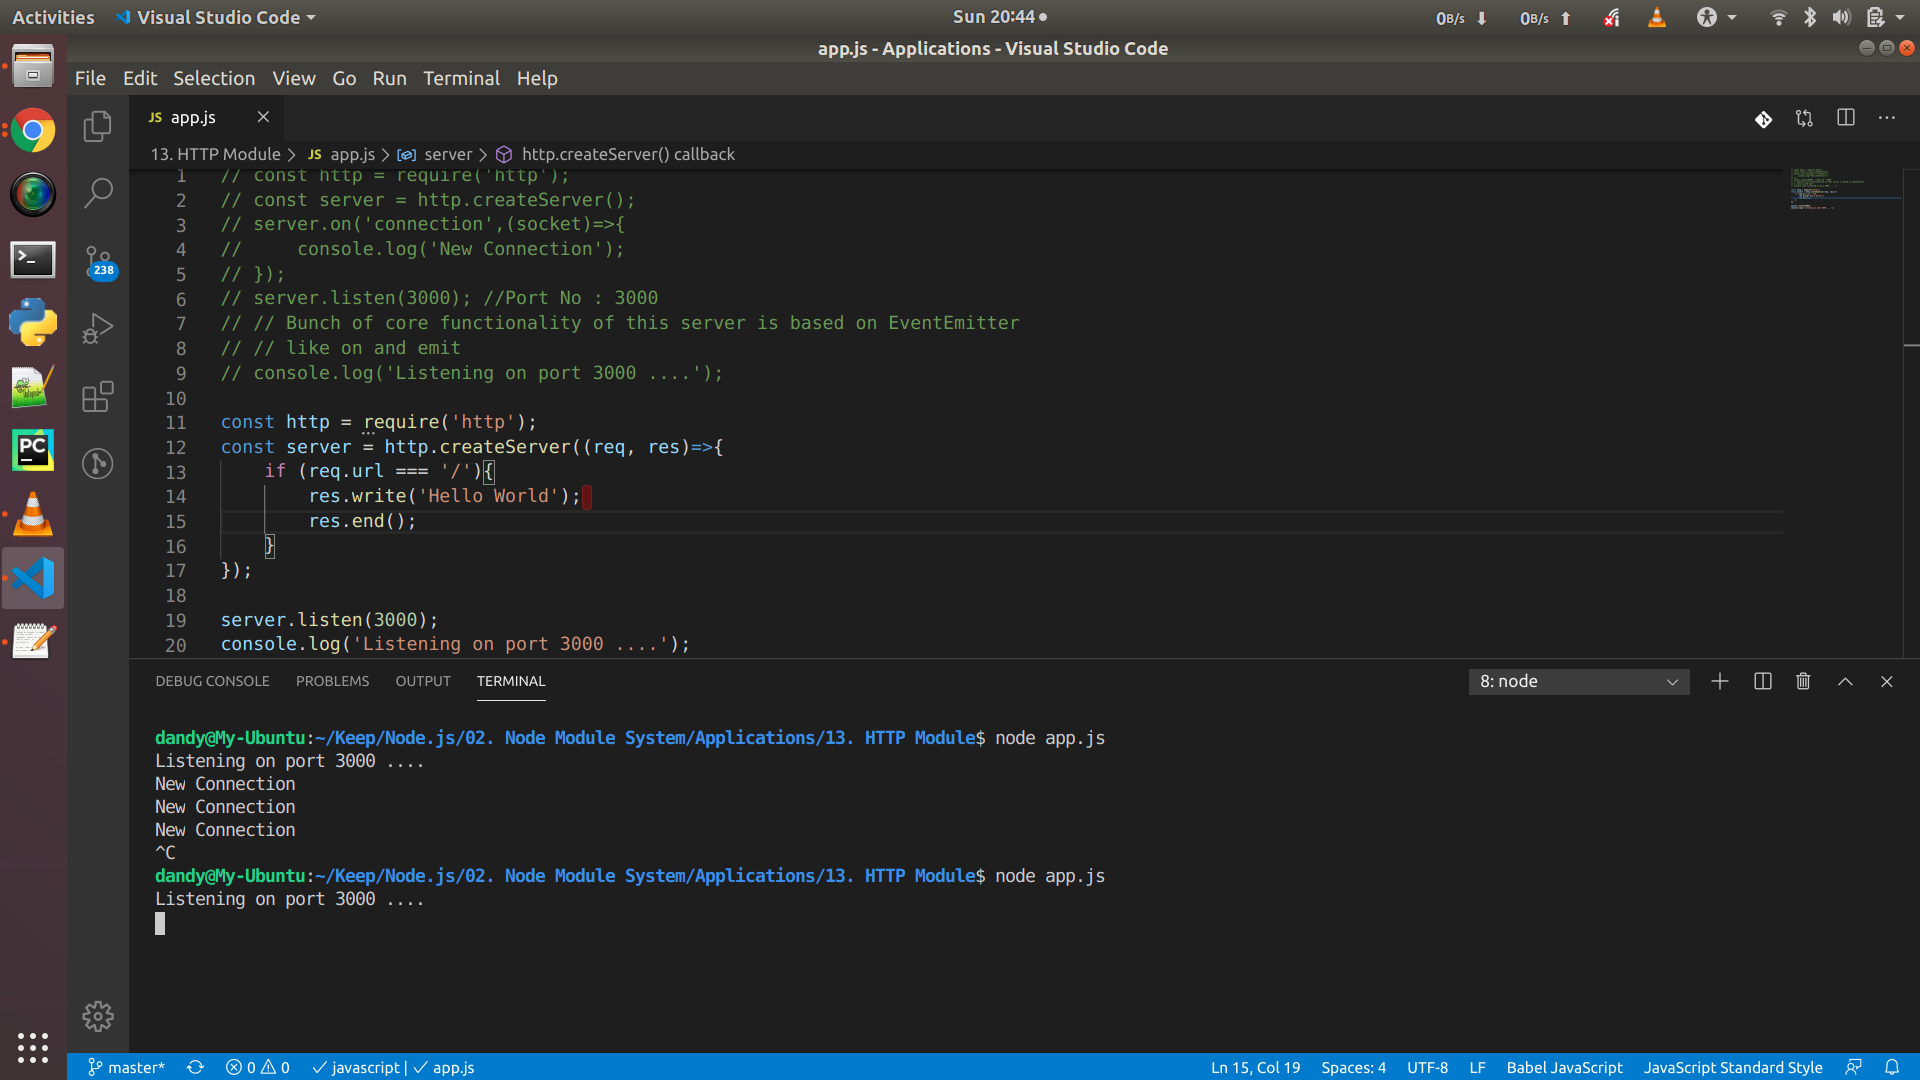 Activities Visual Studio Code Sun 20:44 0B/s 0B/s
app.js - Applications - Visual Studio Code
File Edit Selection View Go Run Terminal Help
JS app.js
13. HTTP Module > JS app.js > server > http.createServer() callback
1 // const http = require('http');
2 // const server = http.createServer();
3 // server.on('connection',(socket)=>{
4 //     console.log('New Connection');
5 // });
6 // server.listen(3000); //Port No : 3000
7 // // Bunch of core functionality of this server is based on EventEmitter
8 // // like on and emit
9 // console.log('Listening on port 3000 ....');
10
11 const http = require('http');
12 const server = http.createServer((req, res)=>{
13     if (req.url === '/'){
14         res.write('Hello World');
15         res.end();
16     }
17 });
18
19 server.listen(3000);
20 console.log('Listening on port 3000 ....');
238
PC
DEBUG CONSOLE PROBLEMS OUTPUT TERMINAL 8: node
dandy@My-Ubuntu:~/Keep/Node.js/02. Node Module System/Applications/13. HTTP Module$ node app.js
Listening on port 3000 ....
New Connection
New Connection
New Connection
^C
dandy@My-Ubuntu:~/Keep/Node.js/02. Node Module System/Applications/13. HTTP Module$ node app.js
Listening on port 3000 ....
master* 0 0 javascript | app.js Ln 15, Col 19 Spaces: 4 UTF-8 LF Babel JavaScript JavaScript Standard Style